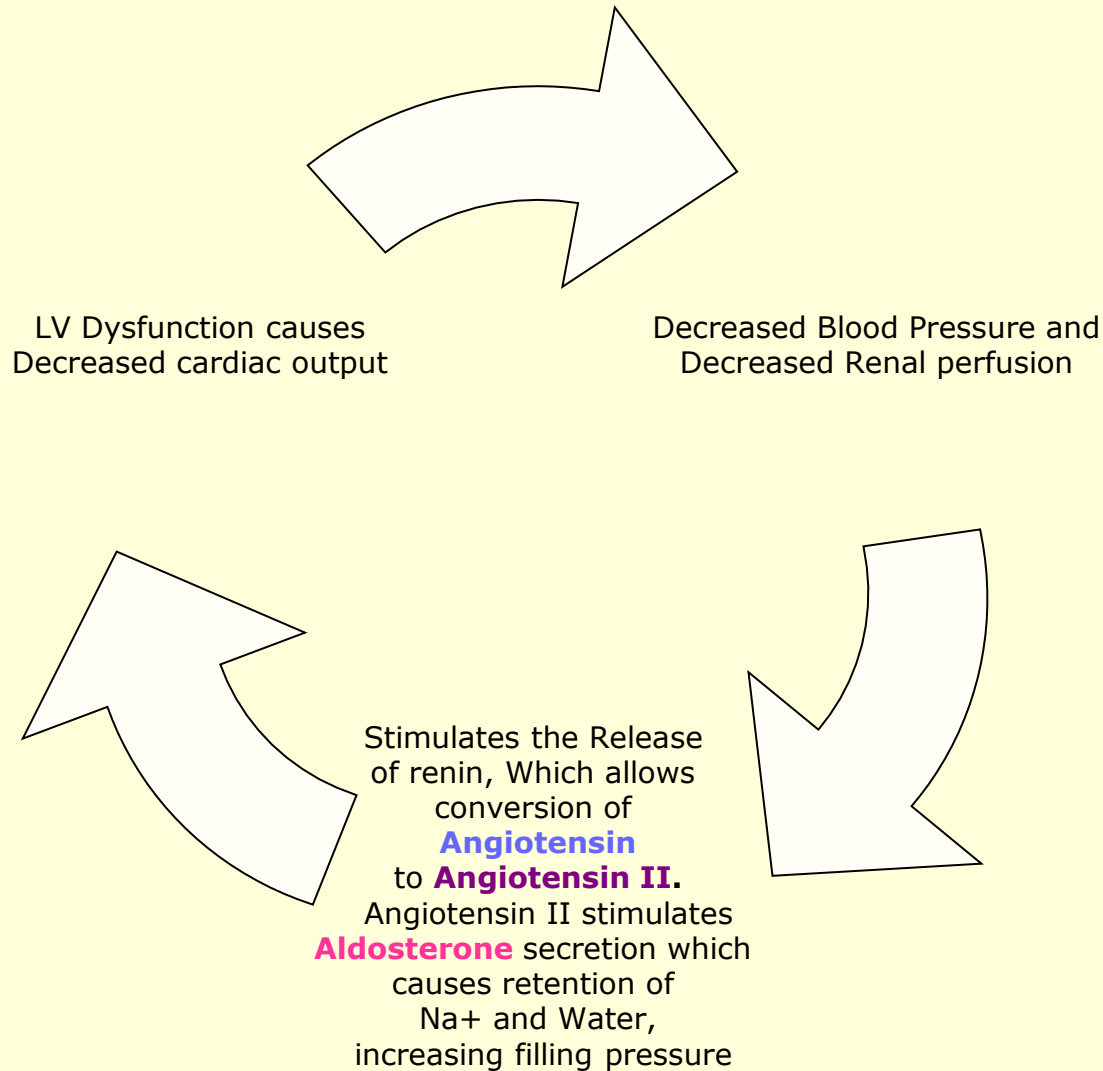 LV Dysfunction causes
Decreased cardiac output
Decreased Blood Pressure and
Decreased Renal perfusion
Stimulates the Release
of renin, Which allows
conversion of
Angiotensin
to Angiotensin II.
Angiotensin II stimulates
Aldosterone secretion which
causes retention of
Na+ and Water,
increasing filling pressure